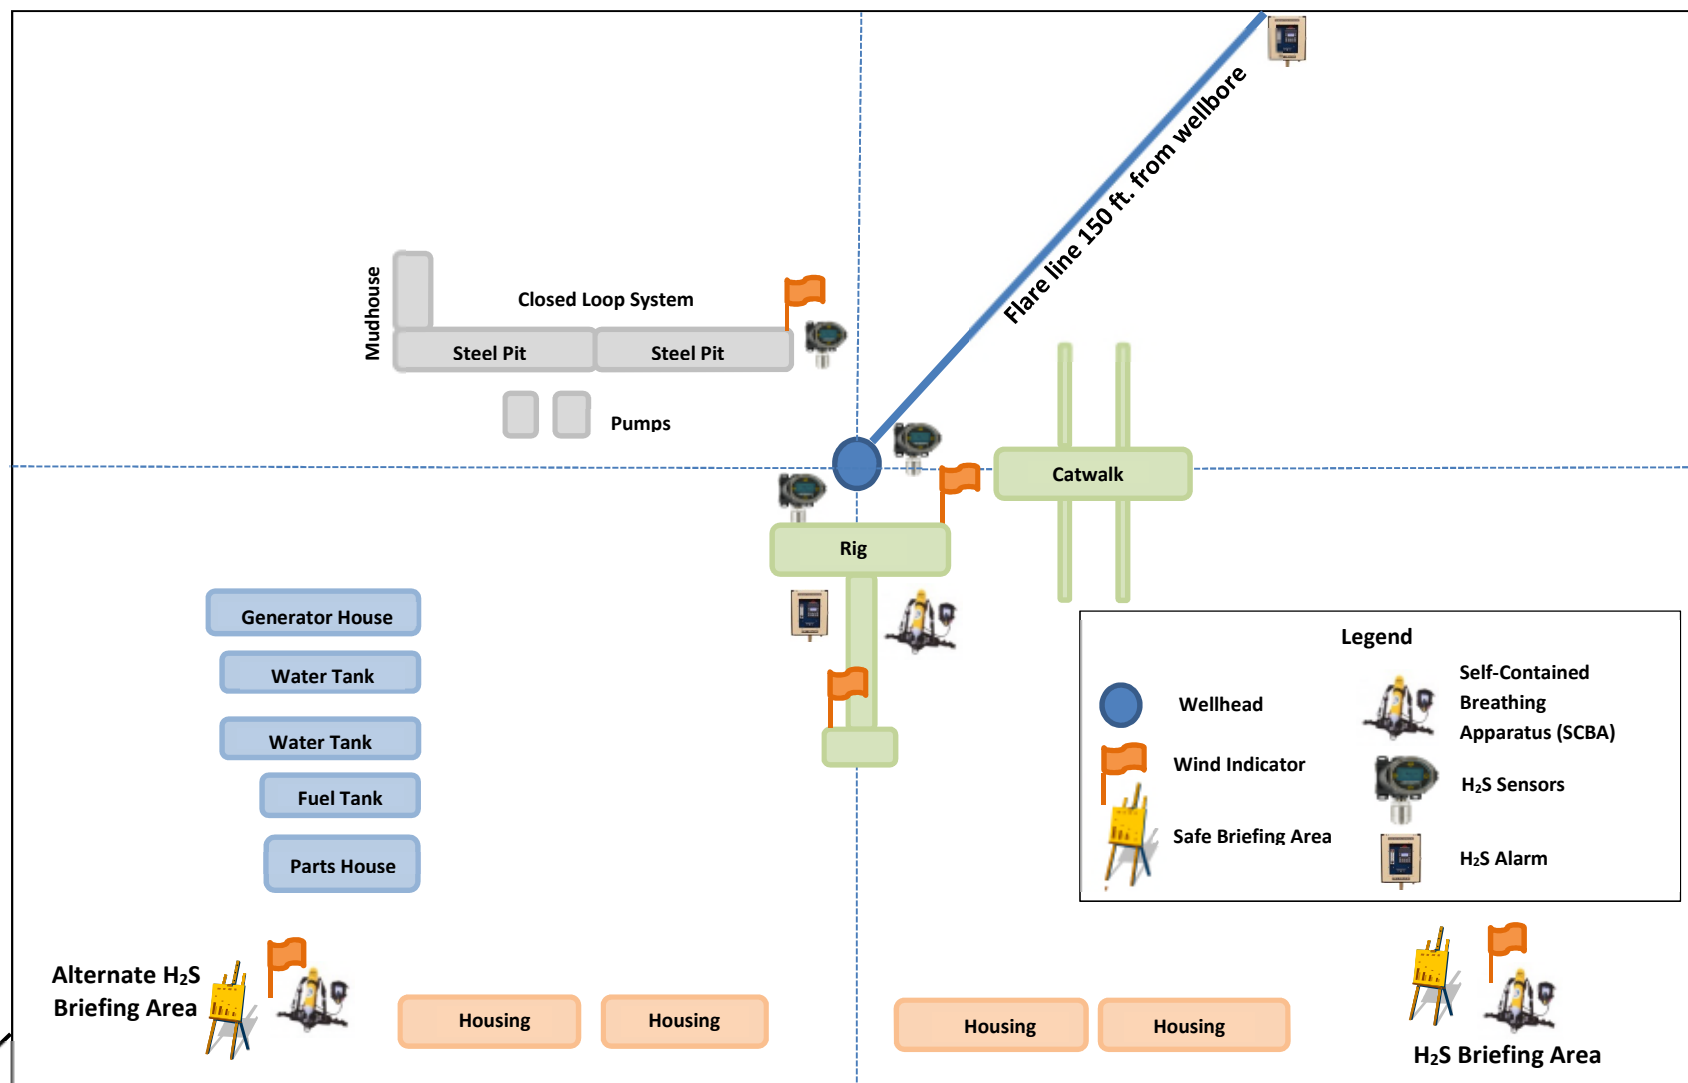 Flare line 150 ft. from wellbore
Mudhouse
Closed Loop System
Steel Pit
Steel Pit
Pumps
Catwalk
Rig
Generator House
Water Tank
Water Tank
Fuel Tank
Parts House
Legend
Wellhead
Wind Indicator
Safe Briefing Area
Self-Contained
Breathing
Apparatus (SCBA)
H₂S Sensors
H₂S Alarm
Alternate H₂S
Briefing Area
Housing
Housing
Housing
Housing
H₂S Briefing Area